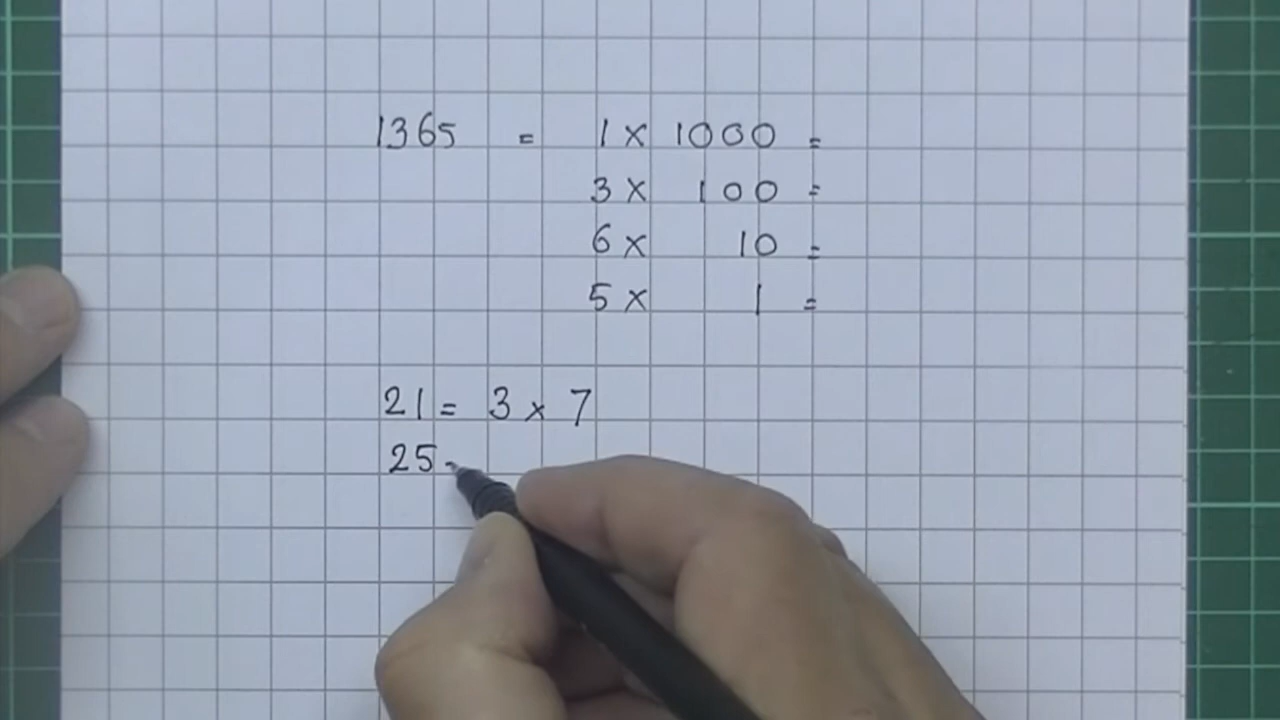 1365 = 1 x 1000 =
3 x 100 =
6 x 10 =
5 x 1 =
21 = 3 x 7
25 -